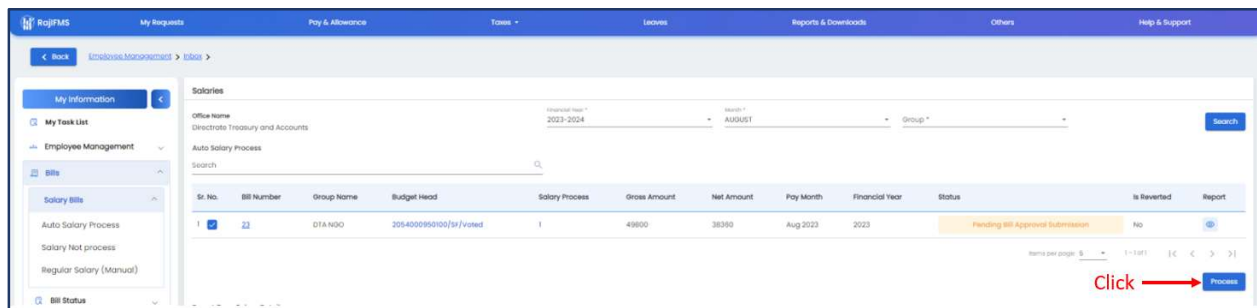 RajIFMS My Requests Pay & Allowance Taxes Leaves Reports & Downloads Others Help & Support
< Back Employee Management > Inbox >
My Information <
My Task List
Employee Management
Bills
Salary Bills
Auto Salary Process
Salary Not process
Regular Salary (Manual)
Bill Status
Salaries
Office Name
Directrate Treasury and Accounts
Financial Year *
2023-2024
Month *
AUGUST
Group *
Search
Auto Salary Process
Search
Sr. No. Bill Number Group Name Budget Head Salary Process Gross Amount Net Amount Pay Month Financial Year Status Is Reverted Report
1 23 DTA NGO 2054000950100/SF/Voted 1 49800 38360 Aug 2023 2023 Pending Bill Approval Submission No
Items per page: 5 1 - 1 of 1 |< < > >|
Click Process